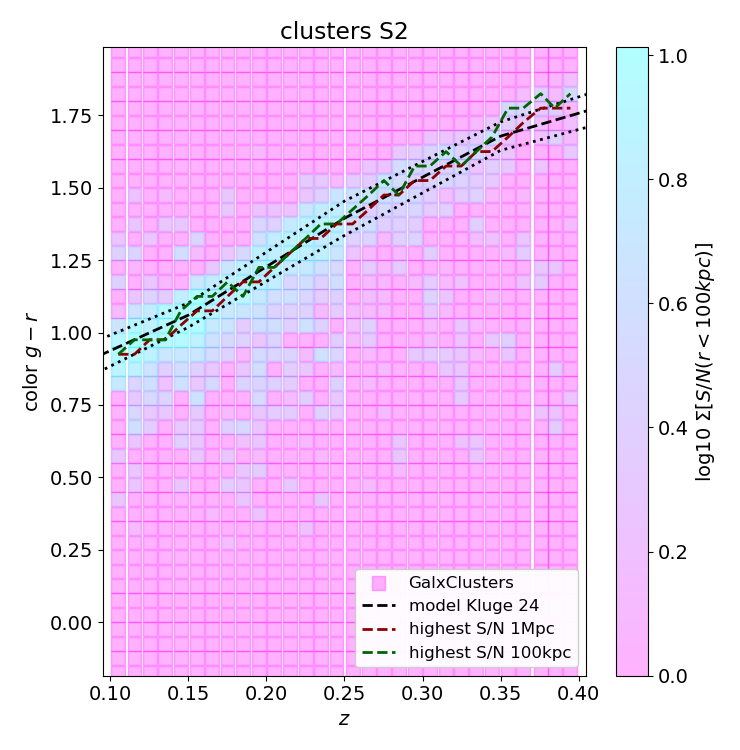 clusters S2
color g − r
1.75
1.50
1.25
1.00
0.75
0.50
0.25
0.00
0.10
0.15
0.20
0.25
0.30
0.35
0.40
z
GalxClusters
model Kluge 24
highest S/N 1Mpc
highest S/N 100kpc
1.0
0.8
0.6
0.4
0.2
0.0
log10 Σ[S/N(r < 100kpc)]